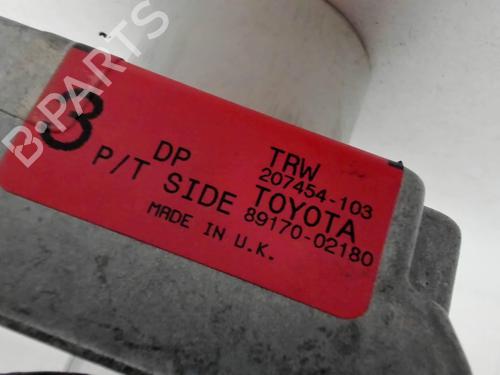 B-PARTS
3
DP TRW
207454-103
P/T SIDE TOYOTA
89170-02180
MADE IN U.K.